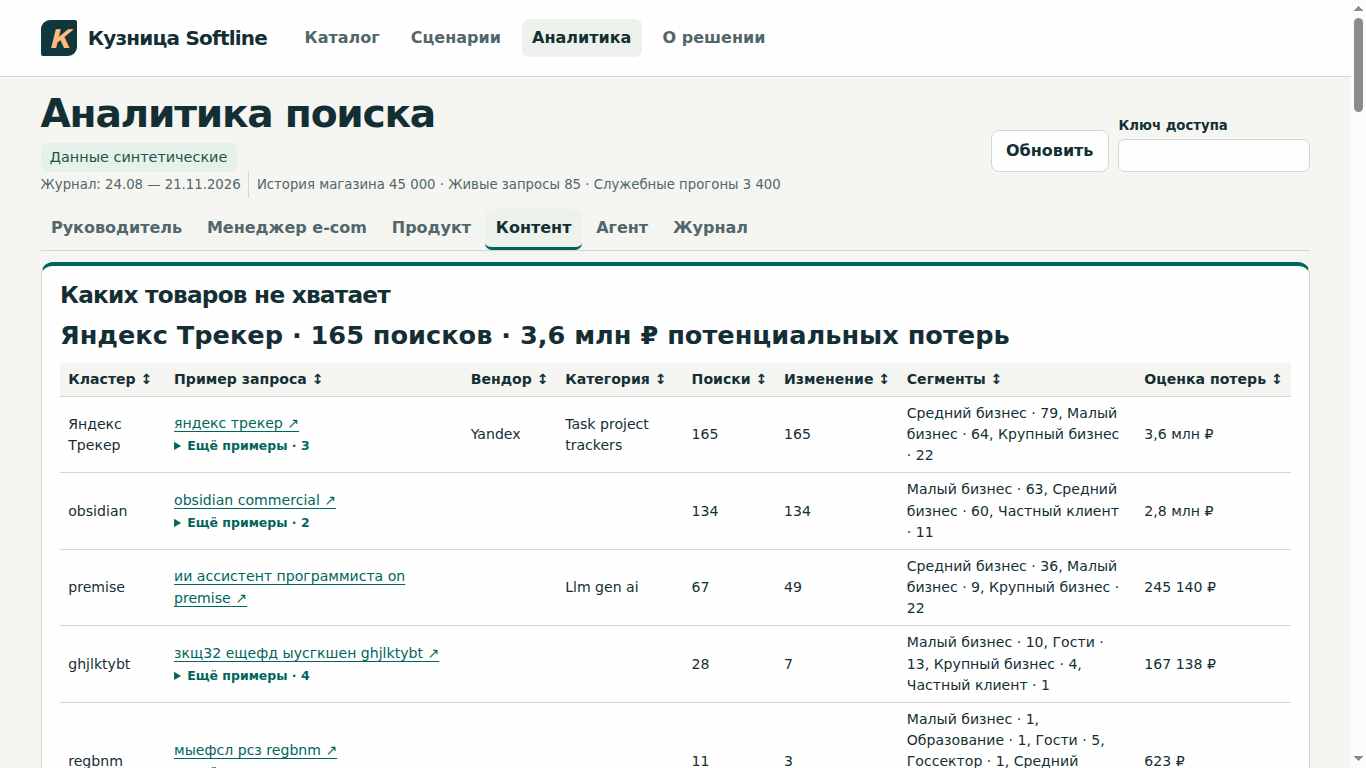 К Кузница Softline Каталог Сценарии Аналитика О решении
Аналитика поиска
Данные синтетические
Журнал: 24.08 — 21.11.2026 История магазина 45 000 · Живые запросы 85 · Служебные прогоны 3 400
Обновить
Ключ доступа
Руководитель Менеджер e-com Продукт Контент Агент Журнал
Каких товаров не хватает
Яндекс Трекер · 165 поисков · 3,6 млн ₽ потенциальных потерь
Кластер ↕ Пример запроса ↕ Вендор ↕ Категория ↕ Поиски ↕ Изменение ↕ Сегменты ↕ Оценка потерь ↕
Яндекс
Трекер
яндекс трекер ↗
▶ Ещё примеры · 3
Yandex
Task project
trackers
165
165
Средний бизнес · 79, Малый
бизнес · 64, Крупный бизнес
· 22
3,6 млн ₽
obsidian
obsidian commercial ↗
▶ Ещё примеры · 2
134
134
Малый бизнес · 63, Средний
бизнес · 60, Частный клиент
· 11
2,8 млн ₽
premise
ии ассистент программиста on
premise ↗
Llm gen ai
67
49
Средний бизнес · 36, Малый
бизнес · 9, Крупный бизнес ·
22
245 140 ₽
ghjlktybt
зкщ32 ещефд ыусгкшен ghjlktybt ↗
▶ Ещё примеры · 4
28
7
Малый бизнес · 10, Гости ·
13, Крупный бизнес · 4,
Частный клиент · 1
167 138 ₽
regbnm
мыефсл рсз regbnm ↗
11
3
Малый бизнес · 1,
Образование · 1, Гости · 5,
Госсектор · 1, Средний
623 ₽